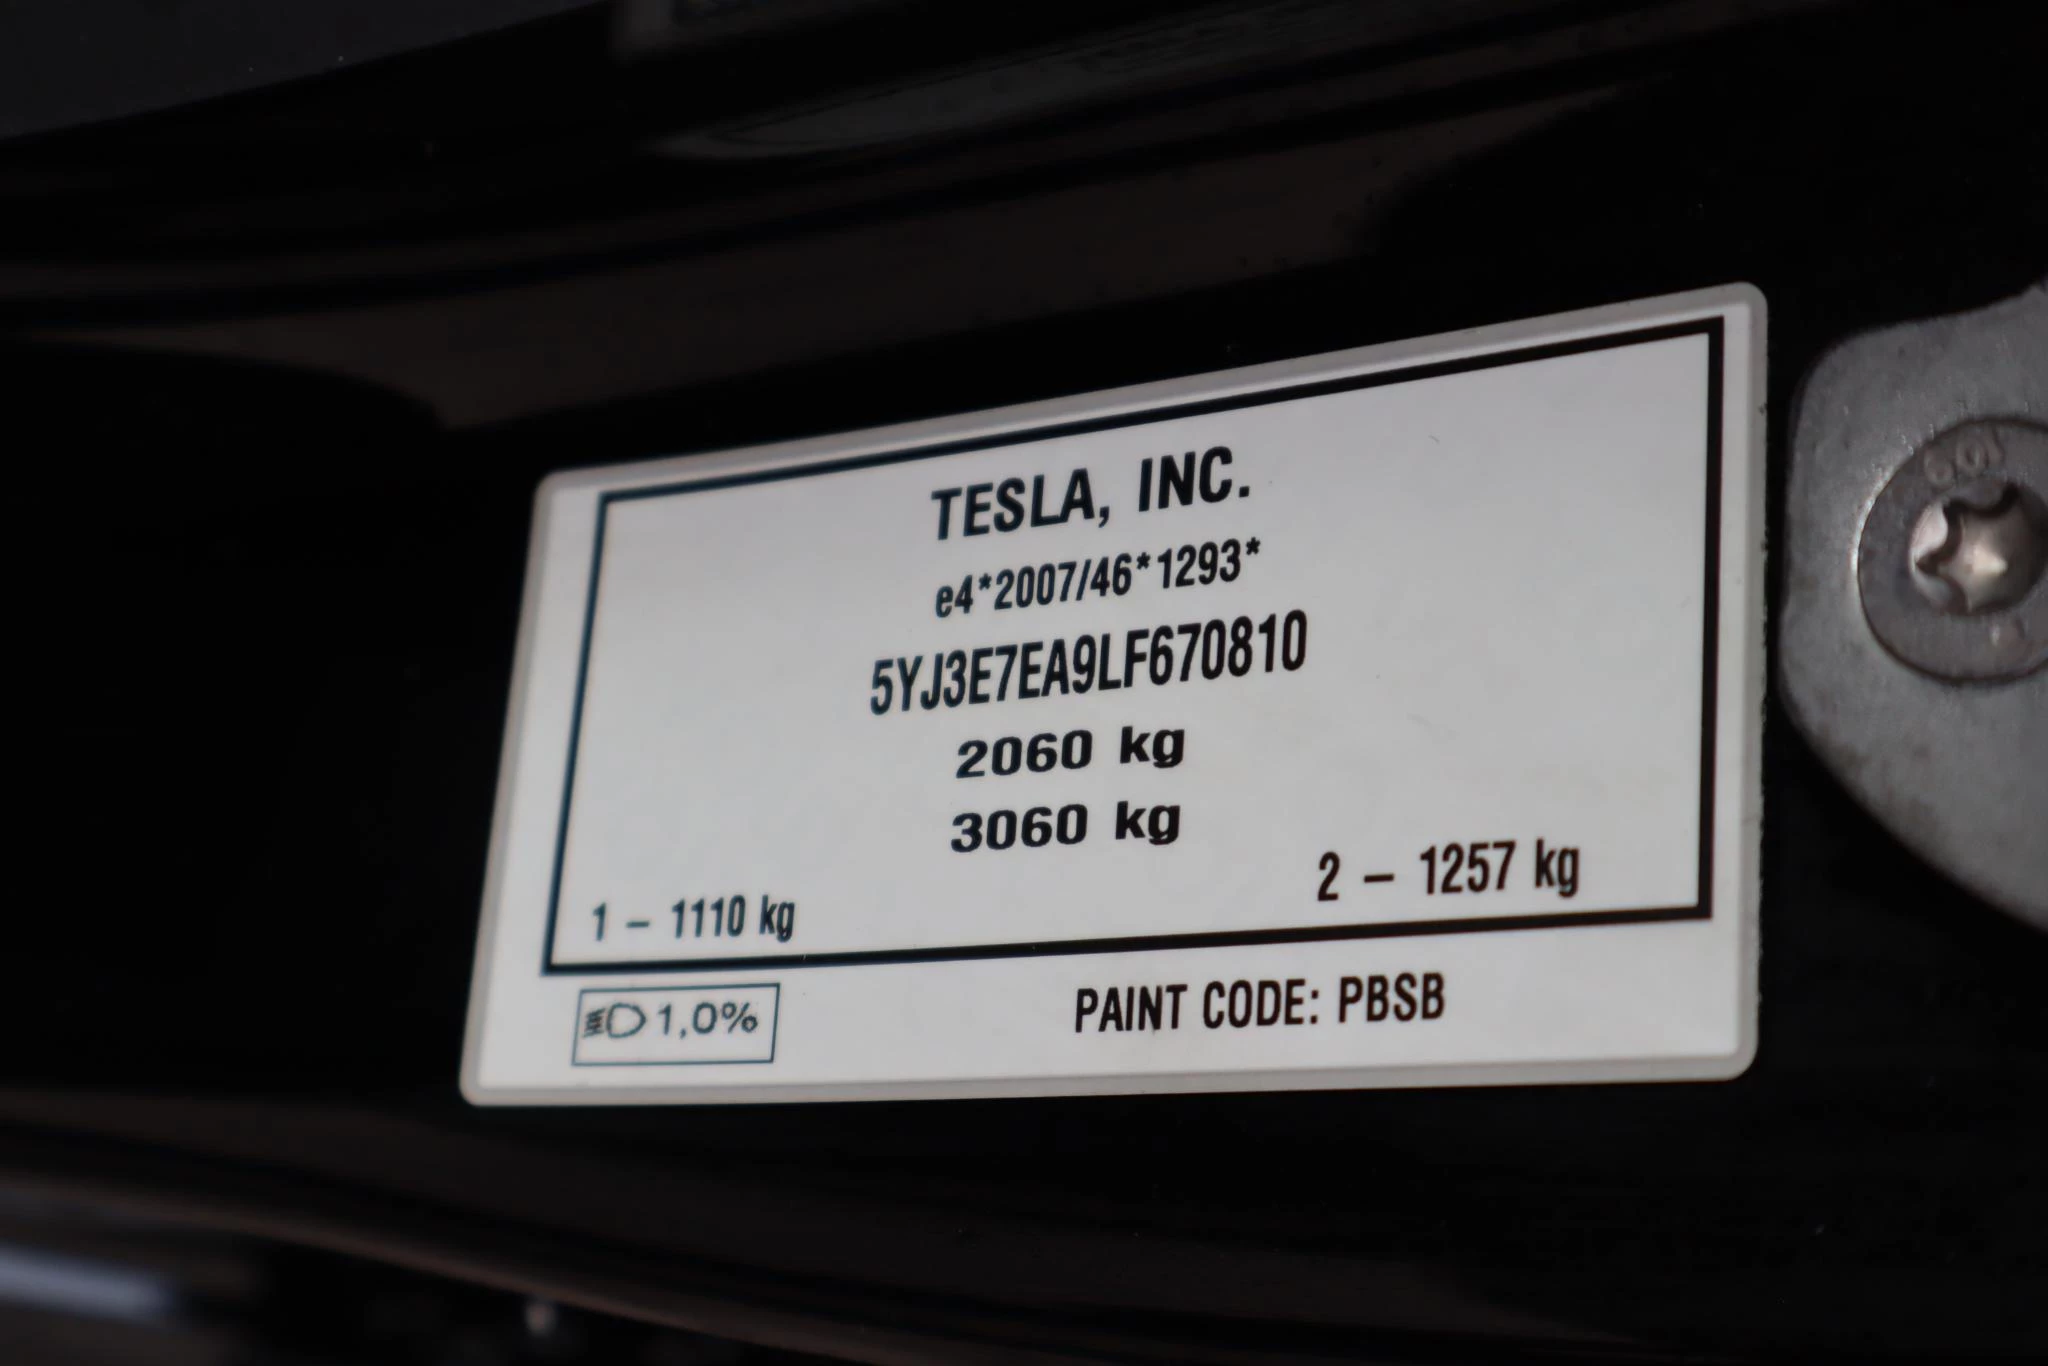 TESLA, INC.
e4*2007/46*1293*
5YJ3E7EA9LF670810
2060 kg
3060 kg
1 – 1110 kg
2 – 1257 kg
1,0%
PAINT CODE: PBSB